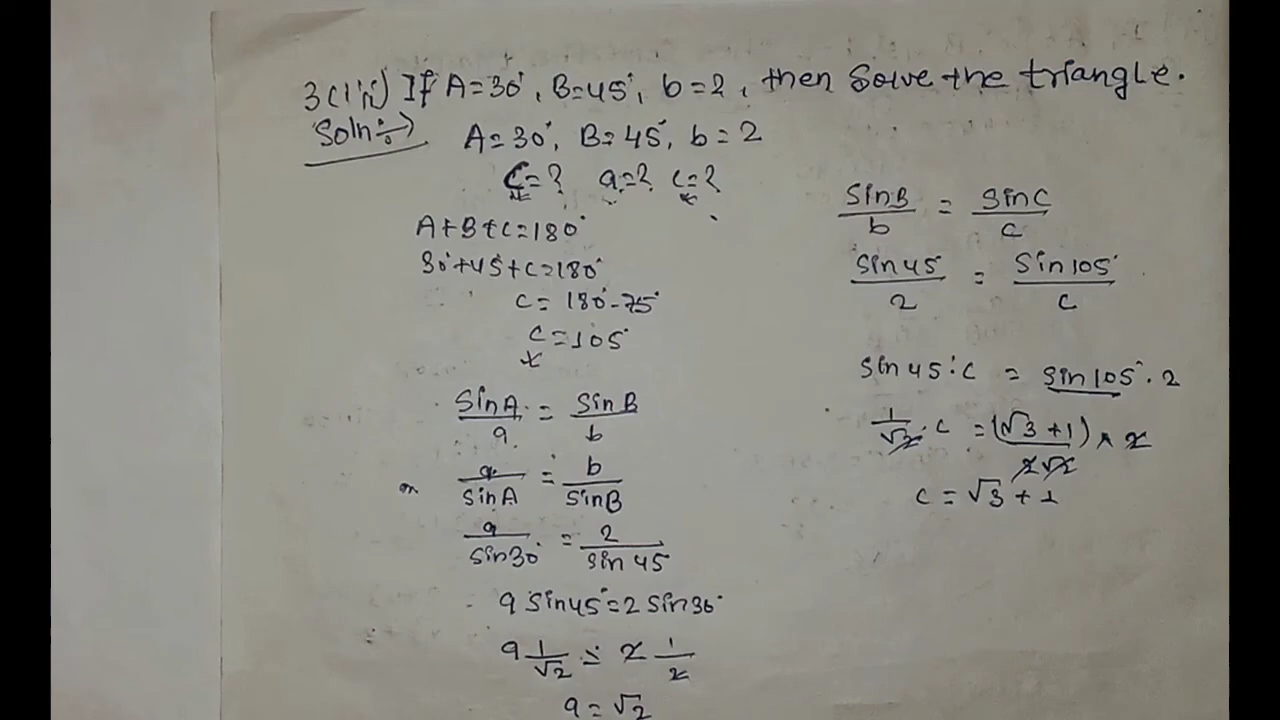 3(iii) If A=30°, B=45°, b=2, then Solve the triangle.
Soln÷→ A=30°, B=45°, b=2
C=? a=? c=?
A+B+C=180°
30°+45°+C=180°
C= 180°-75°
C=105°
SinA/a = SinB/b
or a/SinA = b/SinB
a/Sin30° = 2/Sin45
a Sin45°=2 Sin30°
a 1/√2 = 2 1/2
a=√2
SinB/b = SinC/c
Sin45/2 = Sin105°/c
Sin45°.c = Sin105°.2
1/√2.c = (√3+1)/2√2 × 2
c=√3+1